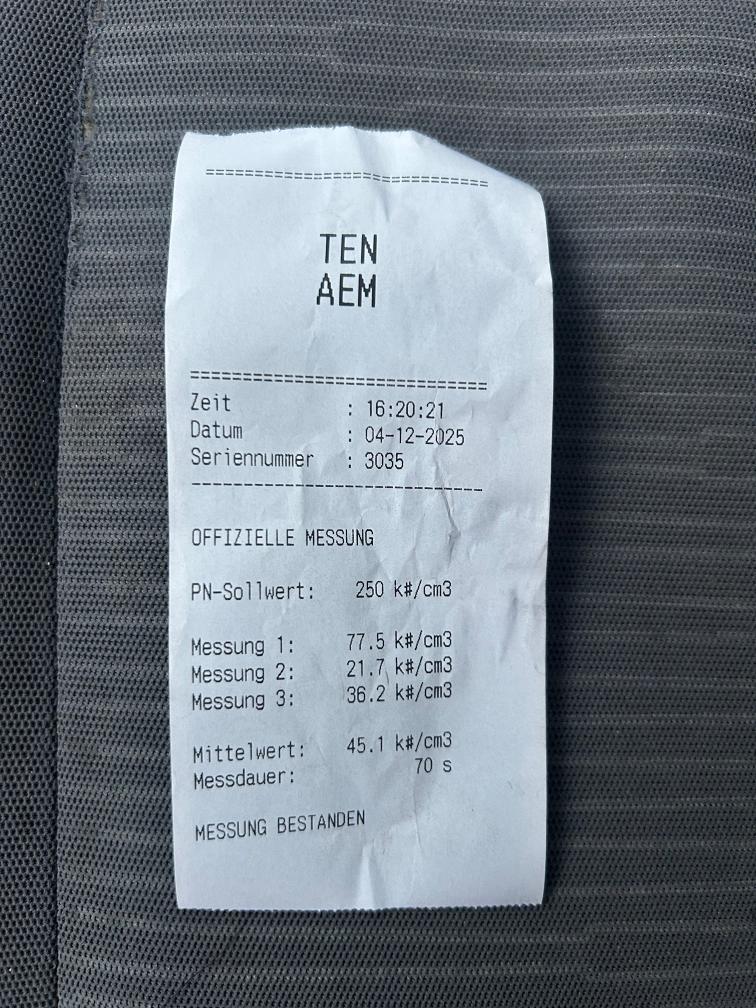 ==================================
TEN
AEM
==================================
Zeit : 16:20:21
Datum : 04-12-2025
Seriennummer : 3035
----------------------------------
OFFIZIELLE MESSUNG
PN-Sollwert: 250 k#/cm3
Messung 1: 77.5 k#/cm3
Messung 2: 21.7 k#/cm3
Messung 3: 36.2 k#/cm3
Mittelwert: 45.1 k#/cm3
Messdauer: 70 s
MESSUNG BESTANDEN